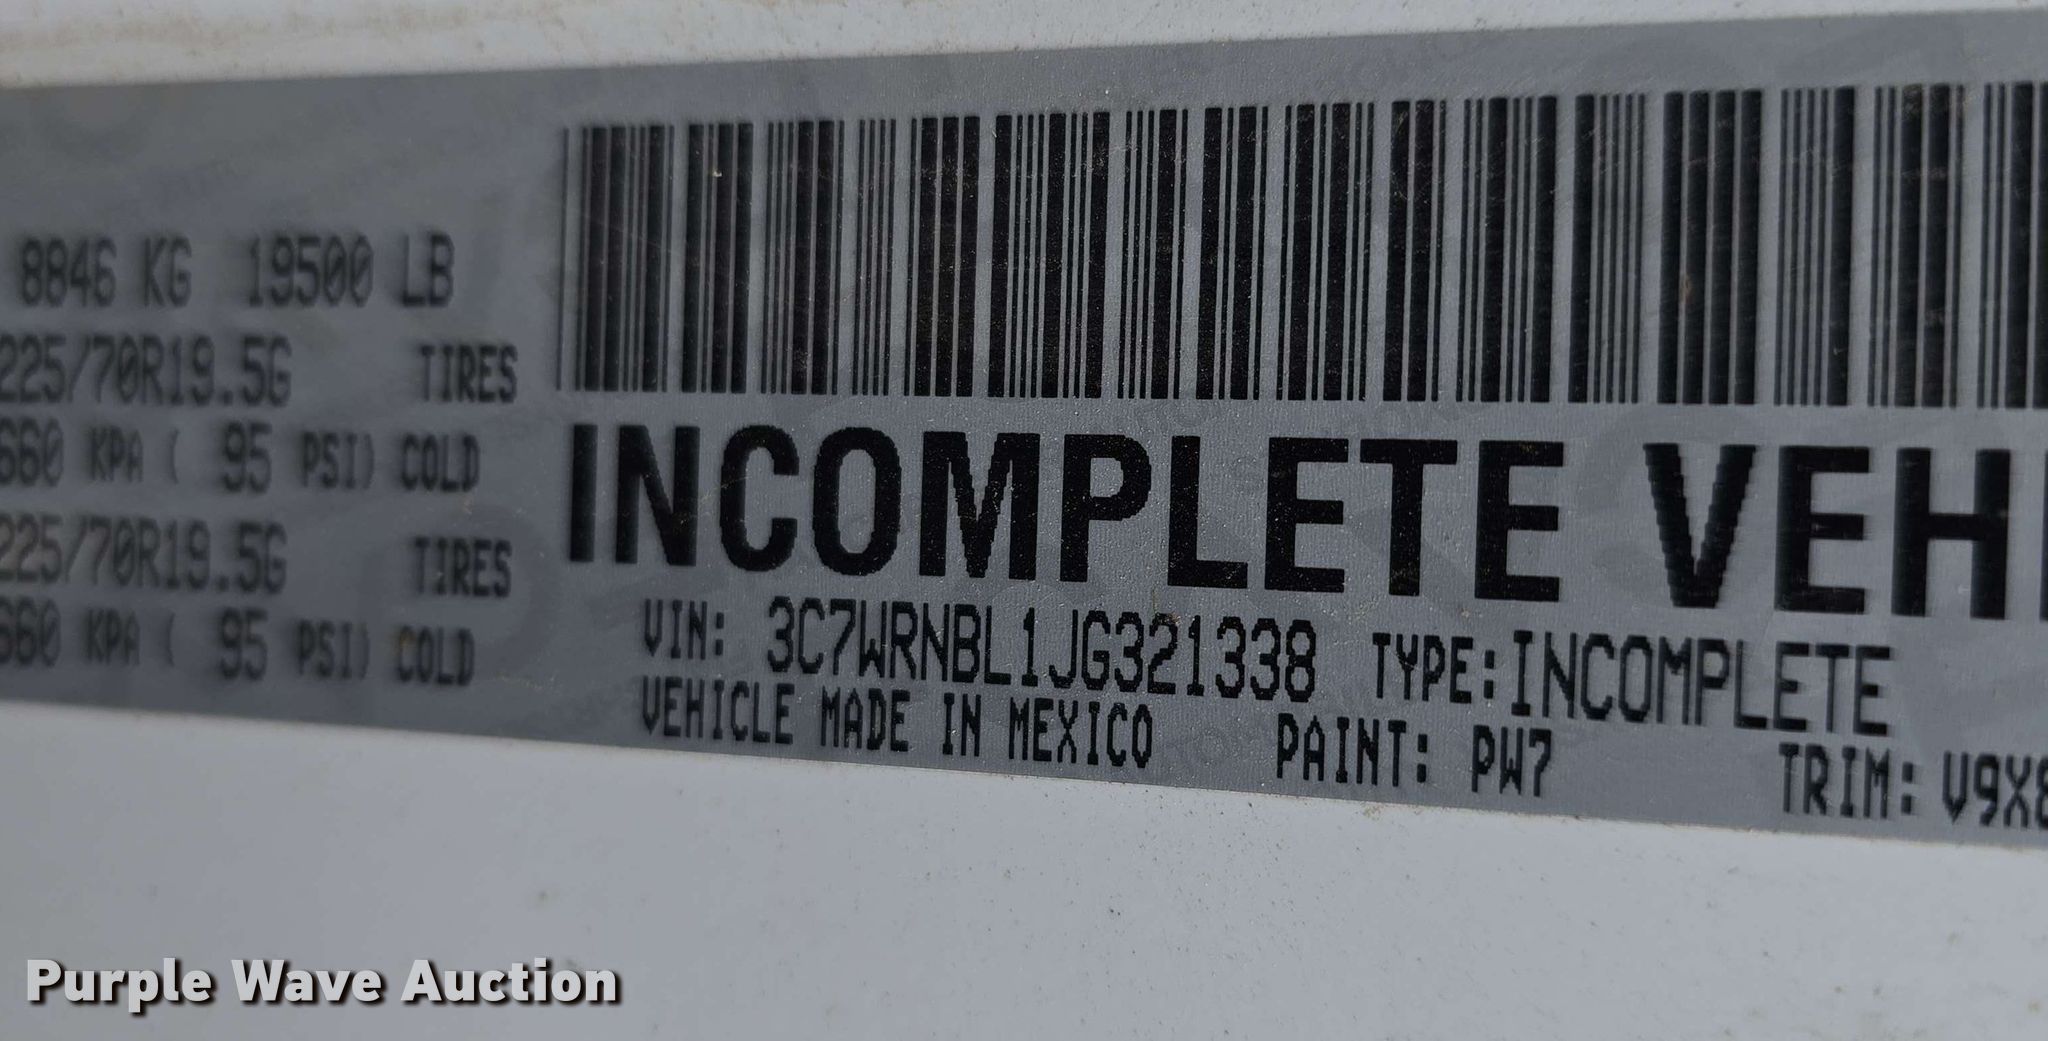 8846 KG 19500 LB
225/70R19.5G TIRES
660 KPA ( 95 PSI) COLD
225/70R19.5G TIRES
660 KPA ( 95 PSI) COLD
INCOMPLETE VEH
VIN: 3C7WRNBL1JG321338 TYPE: INCOMPLETE
VEHICLE MADE IN MEXICO PAINT: PW7 TRIM: V9X8
Purple Wave Auction